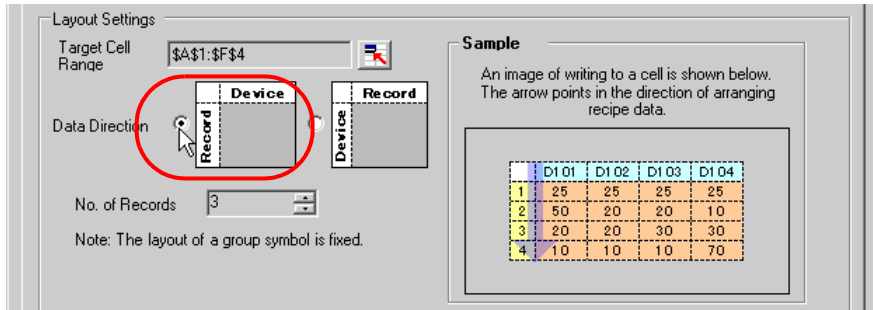 Layout Settings
Target Cell
Range
$A$1:$F$4
Data Direction
Device
Record
Record
Device
No. of Records
3
Note: The layout of a group symbol is fixed.
Sample
An image of writing to a cell is shown below.
The arrow points in the direction of arranging
recipe data.
D101 D102 D103 D104
1 25 25 25 25
2 50 20 20 10
3 20 20 30 30
4 10 10 10 70